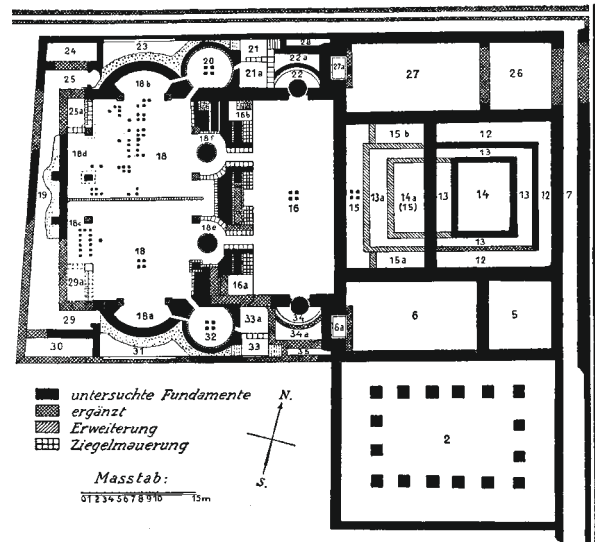 24
23
21
2a
20
22a
27a
27
26
25
18b
21a
22
25a
16b
15b
12
18d
18
18f
13
19
16
15
13a
14a
(15)
13
14
13
12
7
18c
18
18e
13
29a
16a
15a
12
29
18a
33a
34
6a
6
5
32
34a
30
31
33
35
untersuchte Fundamente
ergänzt
Erweiterung
Ziegelmauerung
N.
S.
2
Masstab:
0 1 2 3 4 5 6 7 8 9 10 15m